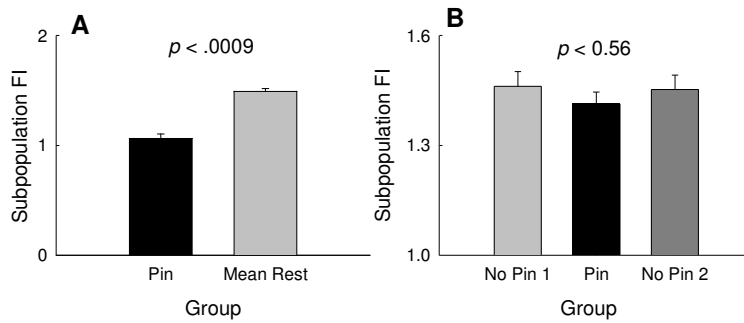 A
p < .0009
Subpopulation FI
2
1
0
Pin
Mean Rest
Group
B
p < 0.56
Subpopulation FI
1.6
1.3
1.0
No Pin 1
Pin
No Pin 2
Group